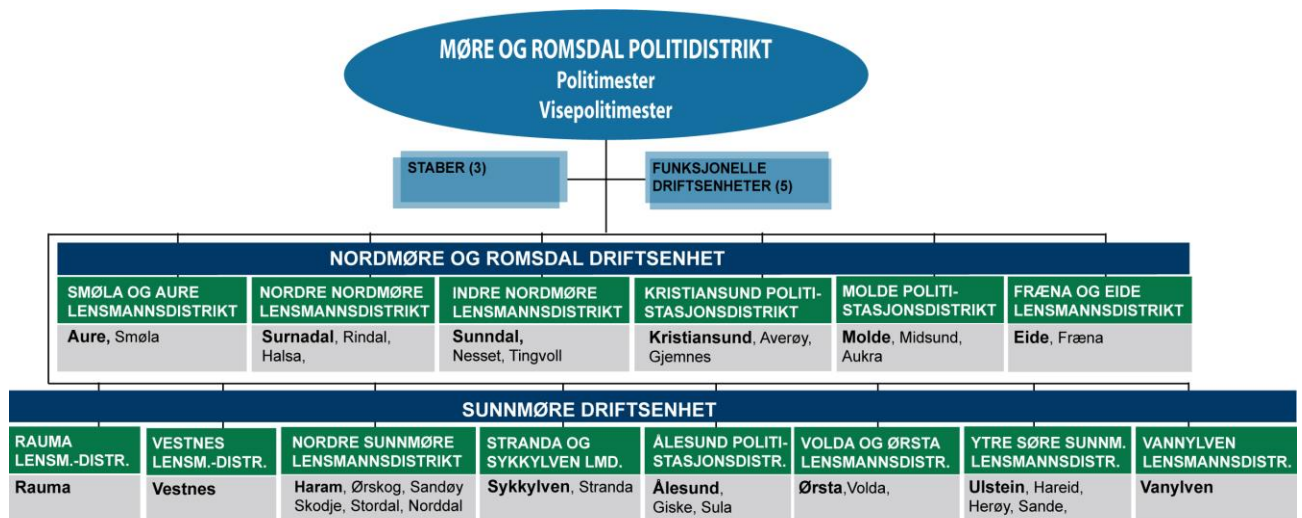 MØRE OG ROMSDAL POLITIDISTRIKT
Politimester
Visepolitimester
STABER (3)
FUNKSJONELLE
DRIFTSENHETER (5)
NORDMØRE OG ROMSDAL DRIFTSENHET
SMØLA OG AURE
LENSMANNSDISTRIKT
Aure, Smøla
NORDRE NORDMØRE
LENSMANNSDISTRIKT
Surnadal, Rindal,
Halsa,
INDRE NORDMØRE
LENSMANNSDISTRIKT
Sunndal,
Nesset, Tingvoll
KRISTIANSUND POLITI-
STASJONSDISTRIKT
Kristiansund, Averøy,
Gjemnes
MOLDE POLITI-
STASJONSDISTRIKT
Molde, Midsund,
Aukra
FRÆNA OG EIDE
LENSMANNSDISTRIKT
Eide, Fræna
SUNNMØRE DRIFTSENHET
RAUMA
LENSM.-DISTR.
Rauma
VESTNES
LENSM.-DISTR.
Vestnes
NORDRE SUNNMØRE
LENSMANNSDISTRIKT
Haram, Ørskog, Sandøy
Skodje, Stordal, Norddal
STRANDA OG
SYKKYLVEN LMD.
Sykkylven, Stranda
ÅLESUND POLITI-
STASJONSDISTR.
Ålesund,
Giske, Sula
VOLDA OG ØRSTA
LENSMANNSDISTR.
Ørsta,Volda,
YTRE SØRE SUNNM.
LENSMANNSDISTR.
Ulstein, Hareid,
Herøy, Sande,
VANNYLVEN
LENSMANNSDISTR.
Vanylven